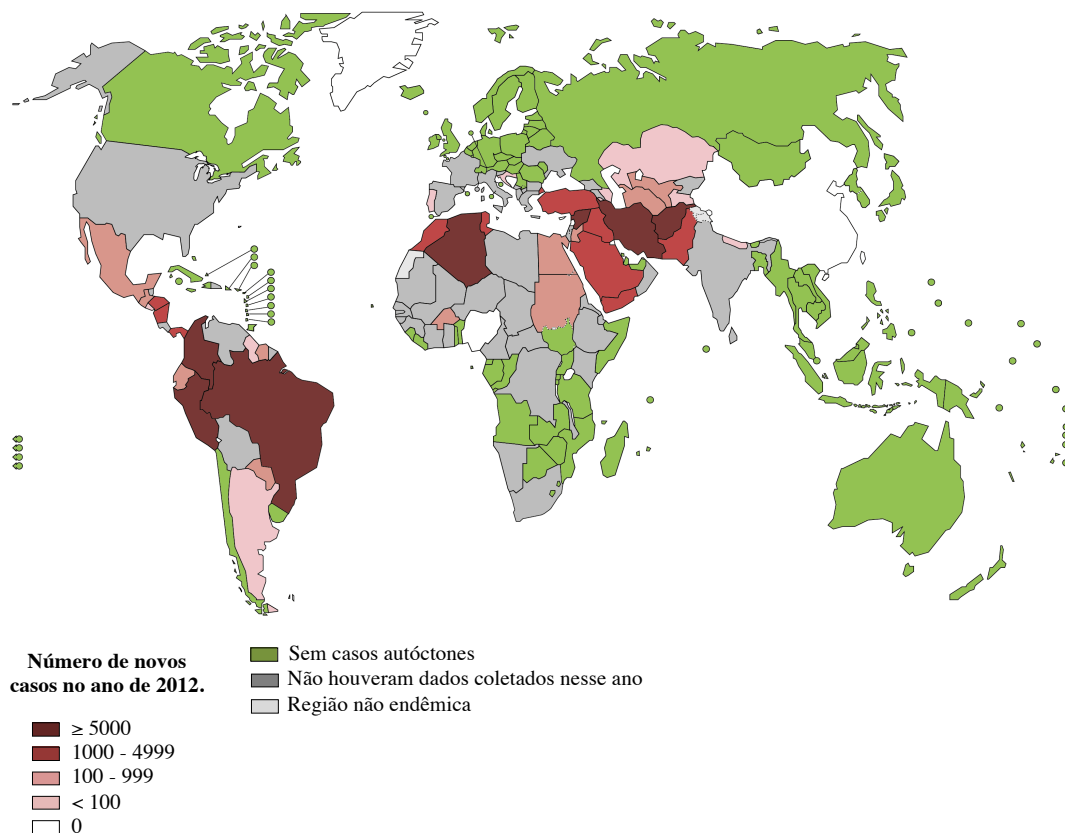 Número de novos
casos no ano de 2012.
≥ 5000
1000 - 4999
100 - 999
< 100
0
Sem casos autóctones
Não houveram dados coletados nesse ano
Região não endêmica